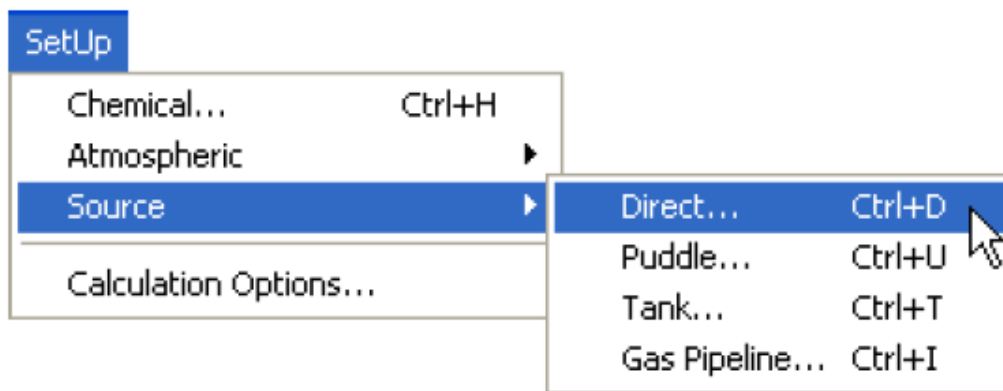 SetUp
Chemical... Ctrl+H
Atmospheric
Source
Calculation Options...
Direct... Ctrl+D
Puddle... Ctrl+U
Tank... Ctrl+T
Gas Pipeline... Ctrl+I